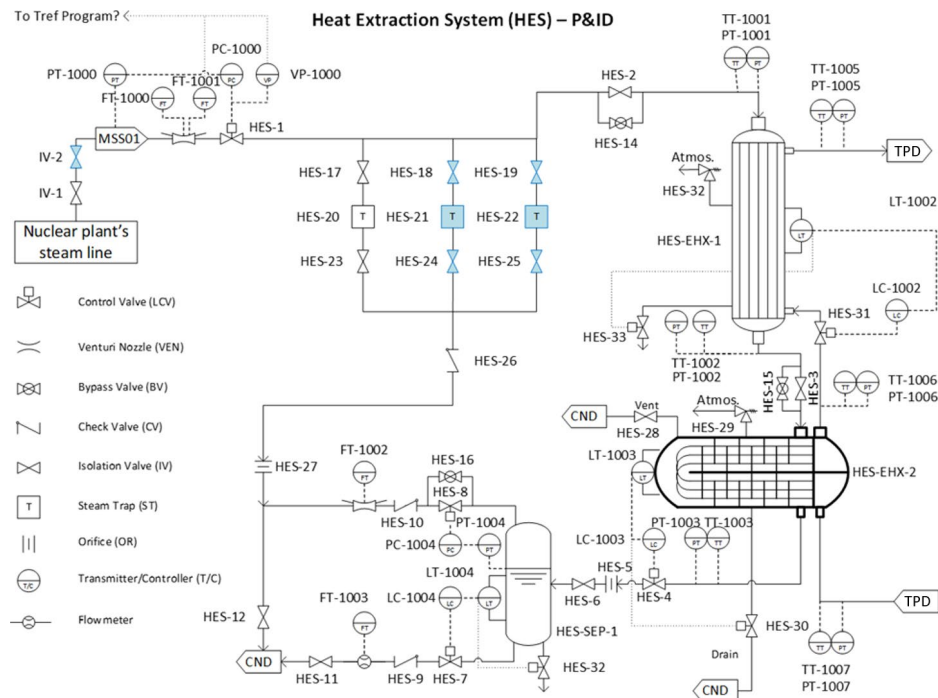 Heat Extraction System (HES) – P&ID
To Tref Program?
PC-1000
PT-1000
FT-1001
VP-1000
FT-1000
PT
PC
VP
FT
FT
HES-1
MSS01
IV-2
IV-1
Nuclear plant's
steam line
HES-17
HES-18
HES-19
HES-20
HES-21
HES-22
T
T
T
HES-23
HES-24
HES-25
HES-26
HES-2
HES-14
TT-1001
PT-1001
TT
PT
TT-1005
PT-1005
TT
PT
TPD
Atmos.
HES-32
HES-EHX-1
LT-1002
LT
LC-1002
LC
HES-31
HES-33
PT
TT
TT-1002
PT-1002
HES-15
HES-3
TT
PT
TT-1006
PT-1006
CND
Vent
HES-28
Atmos.
HES-29
LT-1003
LT
HES-EHX-2
Control Valve (LCV)
Venturi Nozzle (VEN)
Bypass Valve (BV)
Check Valve (CV)
Isolation Valve (IV)
T
Steam Trap (ST)
Orifice (OR)
T/C
Transmitter/Controller (T/C)
Flowmeter
HES-27
FT-1002
FT
HES-16
HES-8
HES-10
PT-1004
PC-1004
PC
PT
LT-1004
LC-1004
LC
LT
FT-1003
FT
HES-12
CND
HES-11
HES-9
HES-7
HES-SEP-1
HES-32
LC-1003
LC
PT-1003
TT-1003
PT
TT
HES-5
HES-6
HES-4
HES-30
Drain
CND
TPD
TT
PT
TT-1007
PT-1007